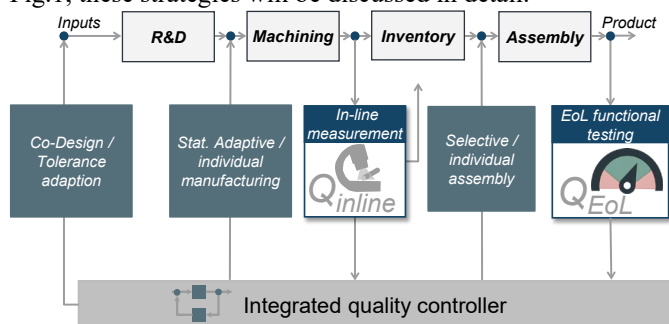 Fig.1, these strategies will be discussed in detail.
Inputs
R&D
Machining
Inventory
Assembly
Product
Co-Design /
Tolerance
adaption
Stat. Adaptive /
individual
manufacturing
In-line
measurement
Qinline
Selective /
individual
assembly
EoL functional
testing
QEoL
Integrated quality controller